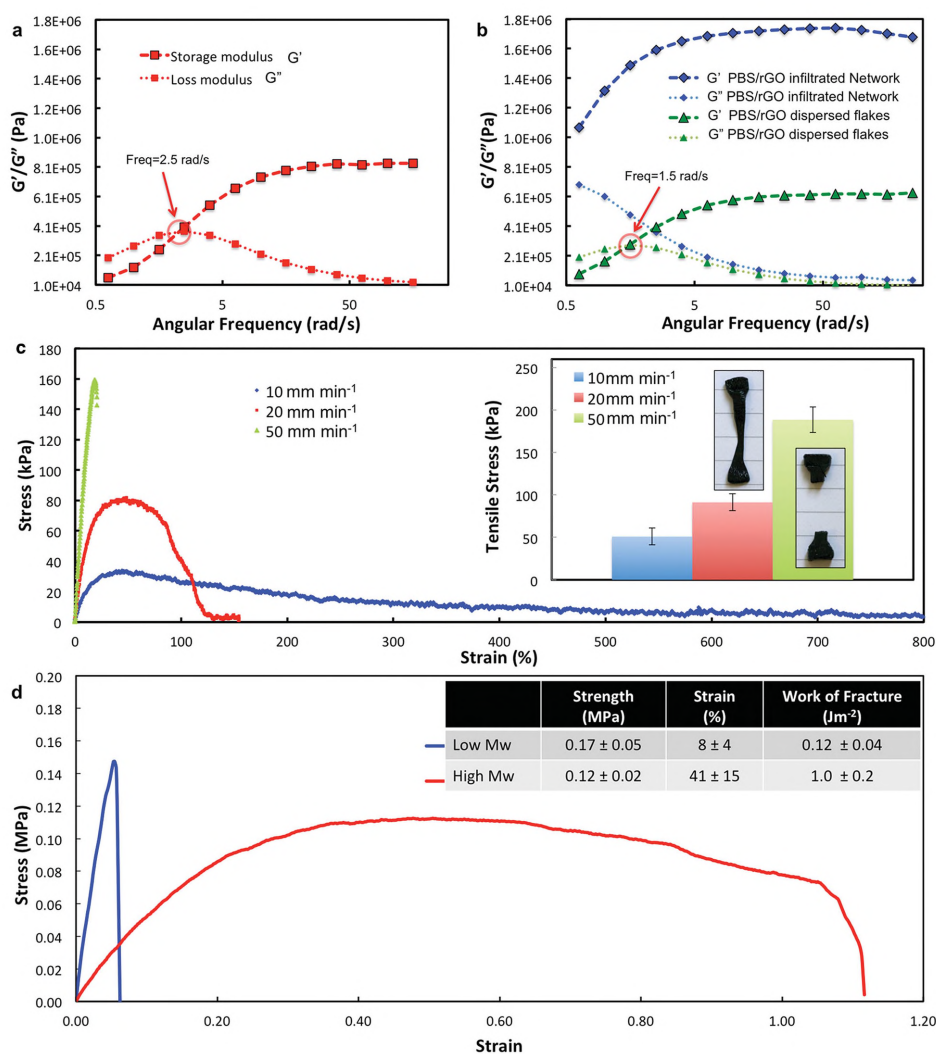 a
1.8E+06
1.6E+06
1.4E+06
1.2E+06
1.0E+06
8.1E+05
6.1E+05
4.1E+05
2.1E+05
1.0E+04
G'/G″ (Pa)
Storage modulus G'
Loss modulus G″
Freq=2.5 rad/s
0.5
5
50
Angular Frequency (rad/s)
b
1.8E+06
1.6E+06
1.4E+06
1.2E+06
1.0E+06
8.1E+05
6.1E+05
4.1E+05
2.1E+05
1.0E+04
G'/G″(Pa)
G' PBS/rGO infiltrated Network
G" PBS/rGO infiltrated Network
G' PBS/rGO dispersed flakes
G" PBS/rGO dispersed flakes
Freq=1.5 rad/s
0.5
5
50
Angular Frequency (rad/s)
c
180
160
140
120
100
80
60
40
20
0
Stress (kPa)
10 mm min⁻¹
20 mm min⁻¹
50 mm min⁻¹
0
100
200
300
400
500
600
700
800
Strain (%)
250
200
150
100
50
0
Tensile Stress (kPa)
10mm min⁻¹
20mm min⁻¹
50mm min⁻¹
d
0.20
0.18
0.16
0.14
0.12
0.10
0.08
0.06
0.04
0.02
0.00
Stress (MPa)
Strength (MPa) Strain (%) Work of Fracture (Jm⁻²)
Low Mw 0.17 ± 0.05 8 ± 4 0.12 ± 0.04
High Mw 0.12 ± 0.02 41 ± 15 1.0 ± 0.2
0.00
0.20
0.40
0.60
0.80
1.00
1.20
Strain